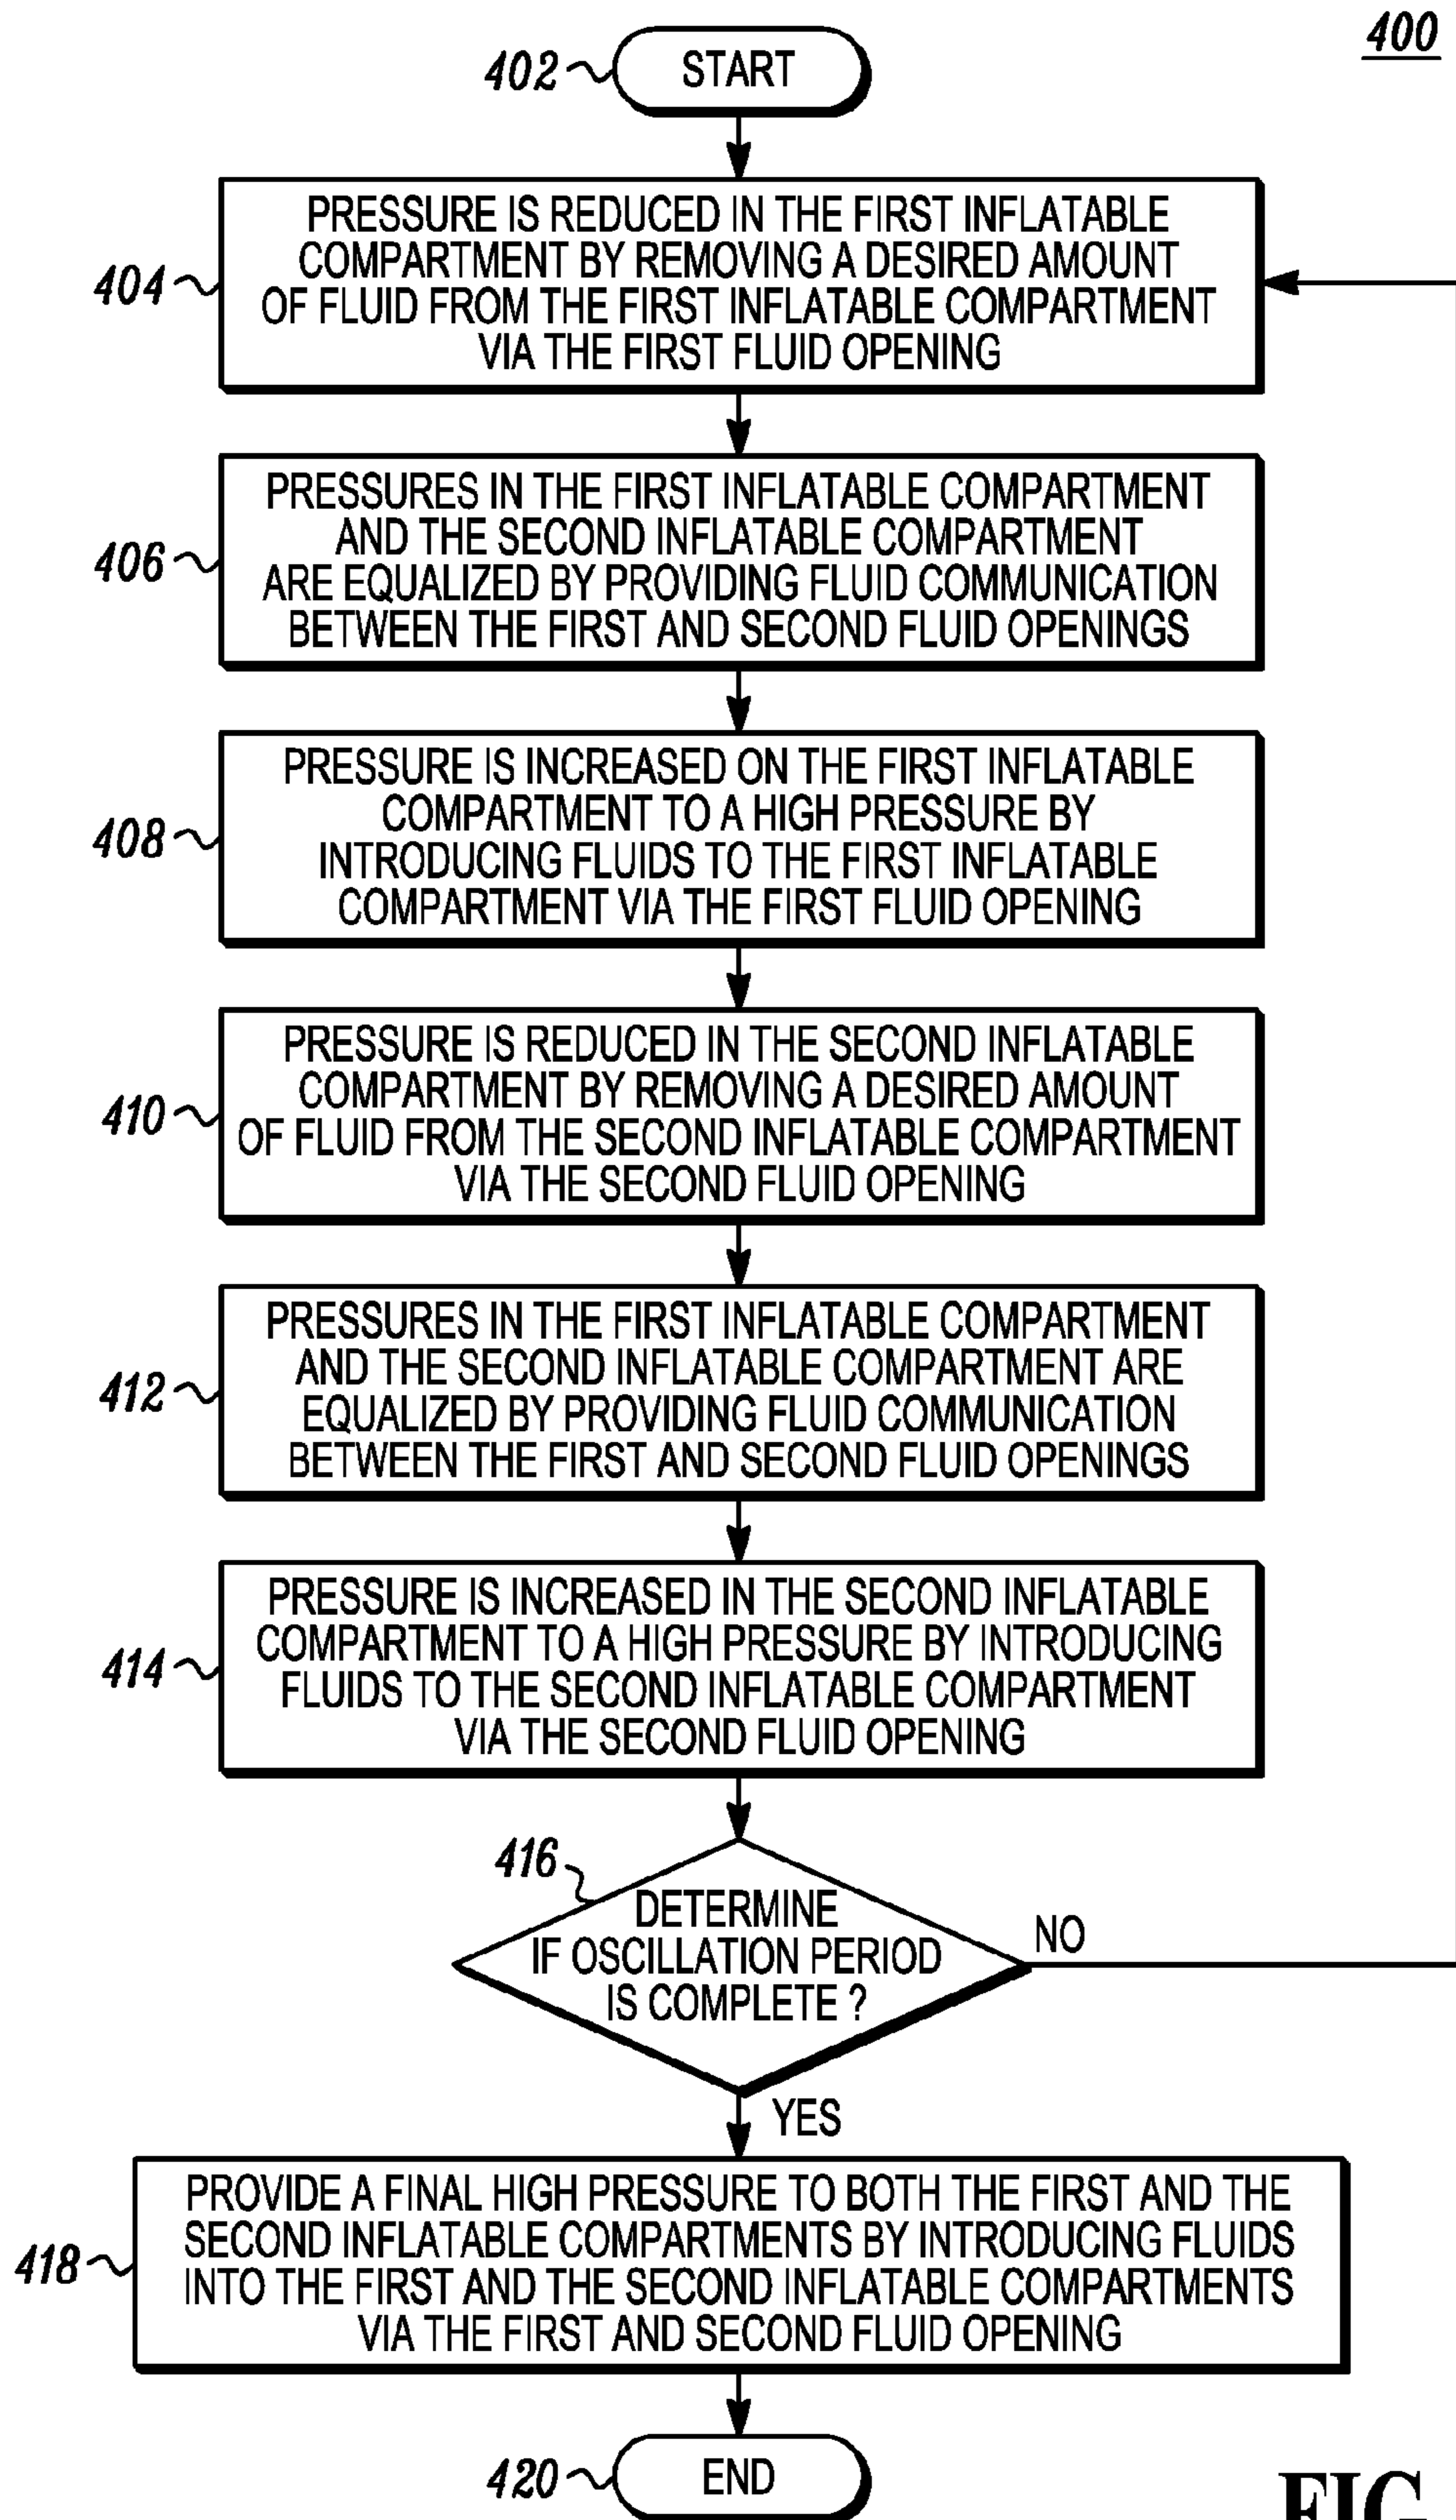 400
402
START
PRESSURE IS REDUCED IN THE FIRST INFLATABLE
COMPARTMENT BY REMOVING A DESIRED AMOUNT
OF FLUID FROM THE FIRST INFLATABLE COMPARTMENT
VIA THE FIRST FLUID OPENING
404
PRESSURES IN THE FIRST INFLATABLE COMPARTMENT
AND THE SECOND INFLATABLE COMPARTMENT
ARE EQUALIZED BY PROVIDING FLUID COMMUNICATION
BETWEEN THE FIRST AND SECOND FLUID OPENINGS
406
PRESSURE IS INCREASED ON THE FIRST INFLATABLE
COMPARTMENT TO A HIGH PRESSURE BY
INTRODUCING FLUIDS TO THE FIRST INFLATABLE
COMPARTMENT VIA THE FIRST FLUID OPENING
408
PRESSURE IS REDUCED IN THE SECOND INFLATABLE
COMPARTMENT BY REMOVING A DESIRED AMOUNT
OF FLUID FROM THE SECOND INFLATABLE COMPARTMENT
VIA THE SECOND FLUID OPENING
410
PRESSURES IN THE FIRST INFLATABLE COMPARTMENT
AND THE SECOND INFLATABLE COMPARTMENT ARE
EQUALIZED BY PROVIDING FLUID COMMUNICATION
BETWEEN THE FIRST AND SECOND FLUID OPENINGS
412
PRESSURE IS INCREASED IN THE SECOND INFLATABLE
COMPARTMENT TO A HIGH PRESSURE BY INTRODUCING
FLUIDS TO THE SECOND INFLATABLE COMPARTMENT
VIA THE SECOND FLUID OPENING
414
416
DETERMINE
IF OSCILLATION PERIOD
IS COMPLETE ?
NO
YES
PROVIDE A FINAL HIGH PRESSURE TO BOTH THE FIRST AND THE
SECOND INFLATABLE COMPARTMENTS BY INTRODUCING FLUIDS
INTO THE FIRST AND THE SECOND INFLATABLE COMPARTMENTS
VIA THE FIRST AND SECOND FLUID OPENING
418
420
END